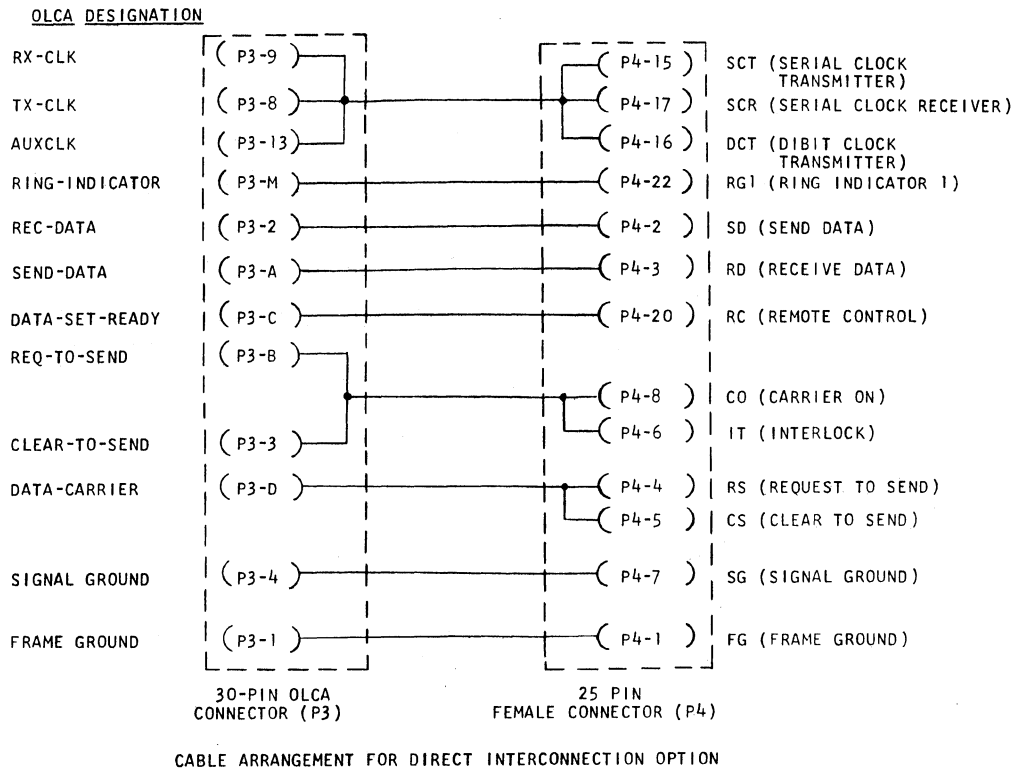 OLCA DESIGNATION
RX-CLK P3-9 P4-15 SCT (SERIAL CLOCK
TRANSMITTER)
TX-CLK P3-8 P4-17 SCR (SERIAL CLOCK RECEIVER)
AUXCLK P3-13 P4-16 DCT (DIBIT CLOCK
TRANSMITTER)
RING-INDICATOR P3-M P4-22 RG1 (RING INDICATOR 1)
REC-DATA P3-2 P4-2 SD (SEND DATA)
SEND-DATA P3-A P4-3 RD (RECEIVE DATA)
DATA-SET-READY P3-C P4-20 RC (REMOTE CONTROL)
REQ-TO-SEND P3-B
P4-8 CO (CARRIER ON)
P4-6 IT (INTERLOCK)
CLEAR-TO-SEND P3-3
DATA-CARRIER P3-D P4-4 RS (REQUEST TO SEND)
P4-5 CS (CLEAR TO SEND)
SIGNAL GROUND P3-4 P4-7 SG (SIGNAL GROUND)
FRAME GROUND P3-1 P4-1 FG (FRAME GROUND)
30-PIN OLCA 25 PIN
CONNECTOR (P3) FEMALE CONNECTOR (P4)
CABLE ARRANGEMENT FOR DIRECT INTERCONNECTION OPTION